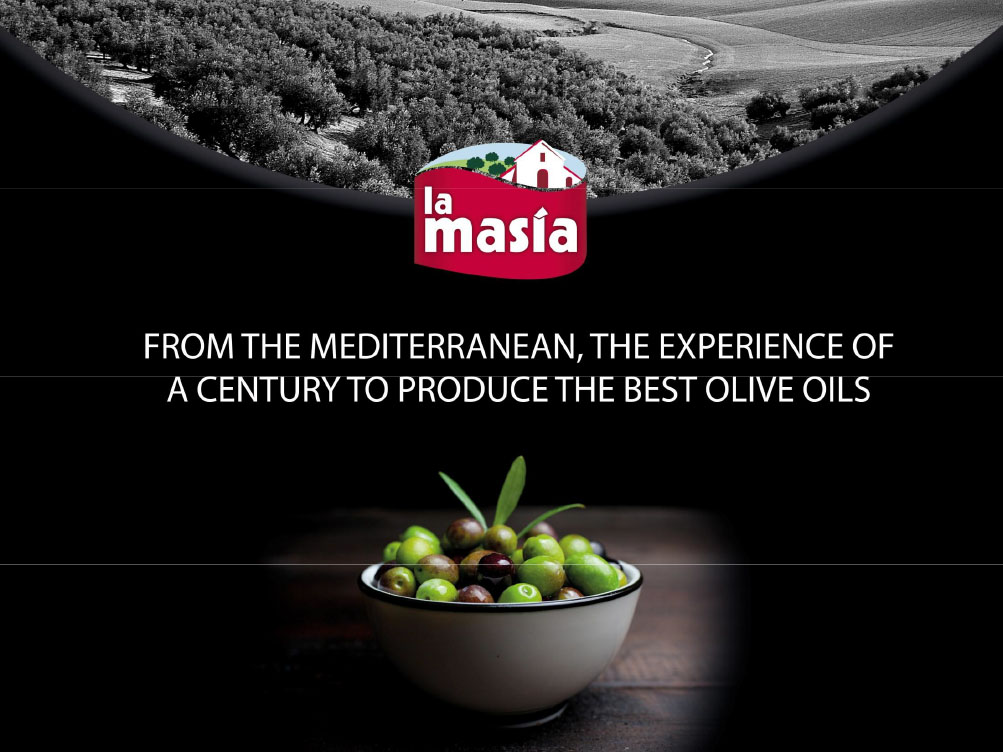 la
masía
FROM THE MEDITERRANEAN, THE EXPERIENCE OF
A CENTURY TO PRODUCE THE BEST OLIVE OILS